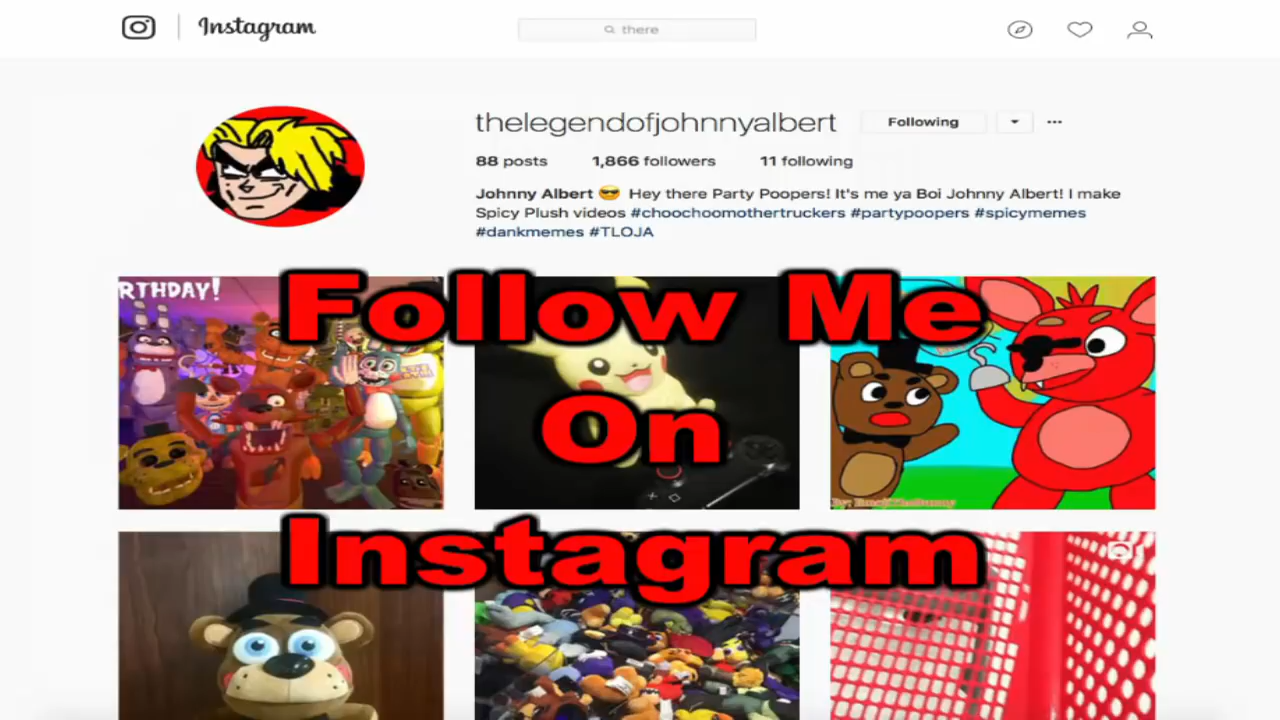 Instagram
there
thelegendofjohnnyalbert
Following
88 posts 1,866 followers 11 following
Johnny Albert 😎 Hey there Party Poopers! It's me ya Boi Johnny Albert! I make
Spicy Plush videos #choochoomothertruckers #partypoopers #spicymemes
#dankmemes #TLOJA
RTHDAY!
Follow Me
On
Instagram